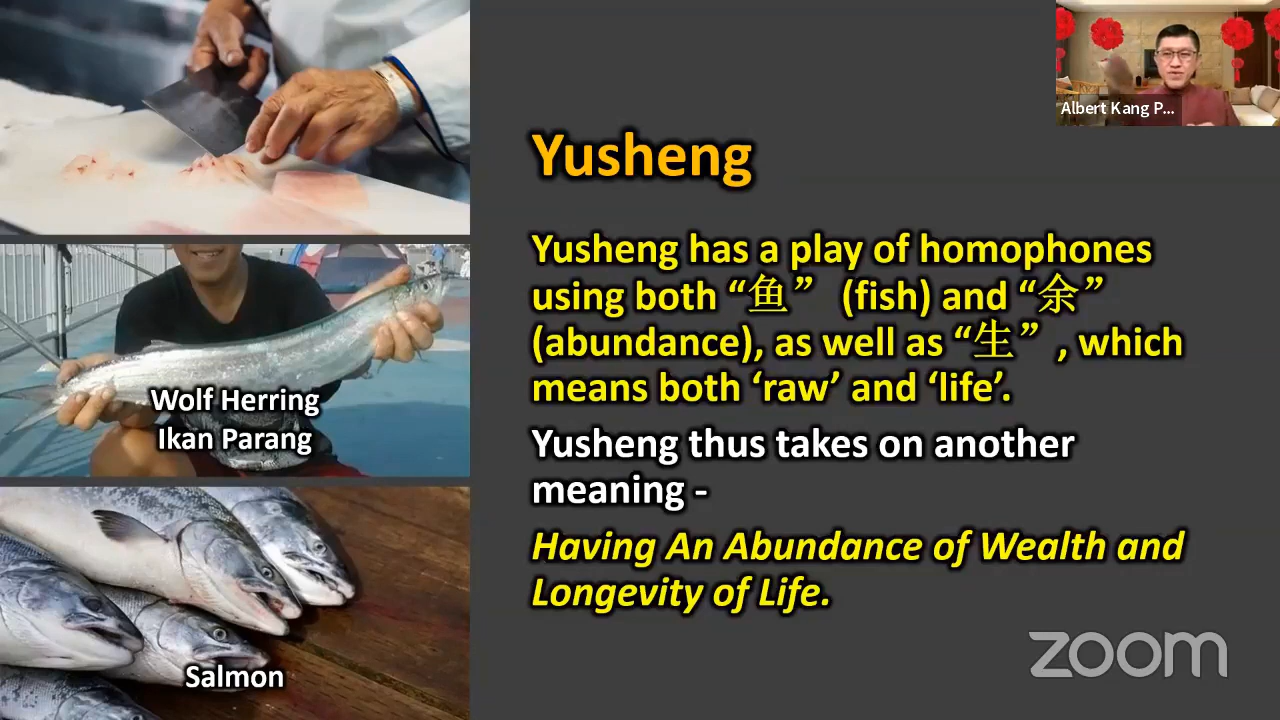 Albert Kang P...
Yusheng
Yusheng has a play of homophones
using both “鱼” (fish) and “余”
(abundance), as well as “生” , which
means both ‘raw’ and ‘life’.
Yusheng thus takes on another
meaning -
Having An Abundance of Wealth and
Longevity of Life.
Wolf Herring
Ikan Parang
Salmon
zoom